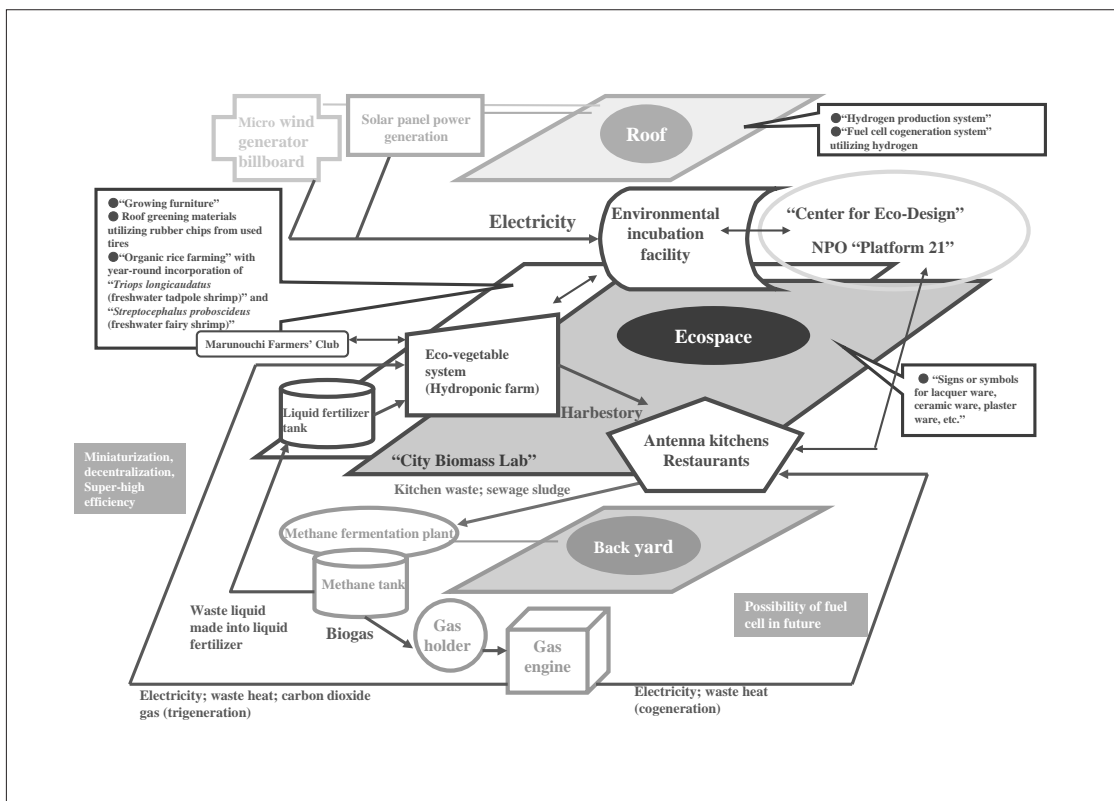 Micro wind
generator
billboard
Solar panel power
generation
Roof
●“Hydrogen production system”
●“Fuel cell cogeneration system”
utilizing hydrogen
●“Growing furniture”
● Roof greening materials
utilizing rubber chips from used
tires
●“Organic rice farming” with
year-round incorporation of
“Triops longicaudatus
(freshwater tadpole shrimp)” and
“Streptocephalus proboscideus
(freshwater fairy shrimp)”
Electricity
Environmental
incubation
facility
“Center for Eco-Design”
NPO “Platform 21”
Marunouchi Farmers’ Club
Eco-vegetable
system
(Hydroponic farm)
Ecospace
● “Signs or symbols
for lacquer ware,
ceramic ware, plaster
ware, etc.”
Liquid fertilizer
tank
Harbestory
Antenna kitchens
Restaurants
“City Biomass Lab”
Miniaturization,
decentralization,
Super-high
efficiency
Kitchen waste; sewage sludge
Methane fermentation plant
Back yard
Methane tank
Waste liquid
made into liquid
fertilizer
Biogas
Gas
holder
Gas
engine
Possibility of fuel
cell in future
Electricity; waste heat; carbon dioxide
gas (trigeneration)
Electricity; waste heat
(cogeneration)